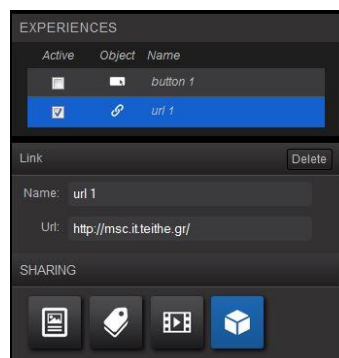 EXPERIENCES
Active Object Name
button 1
url 1
Link Delete
Name: url 1
Url: http://msc.it.teithe.gr/
SHARING